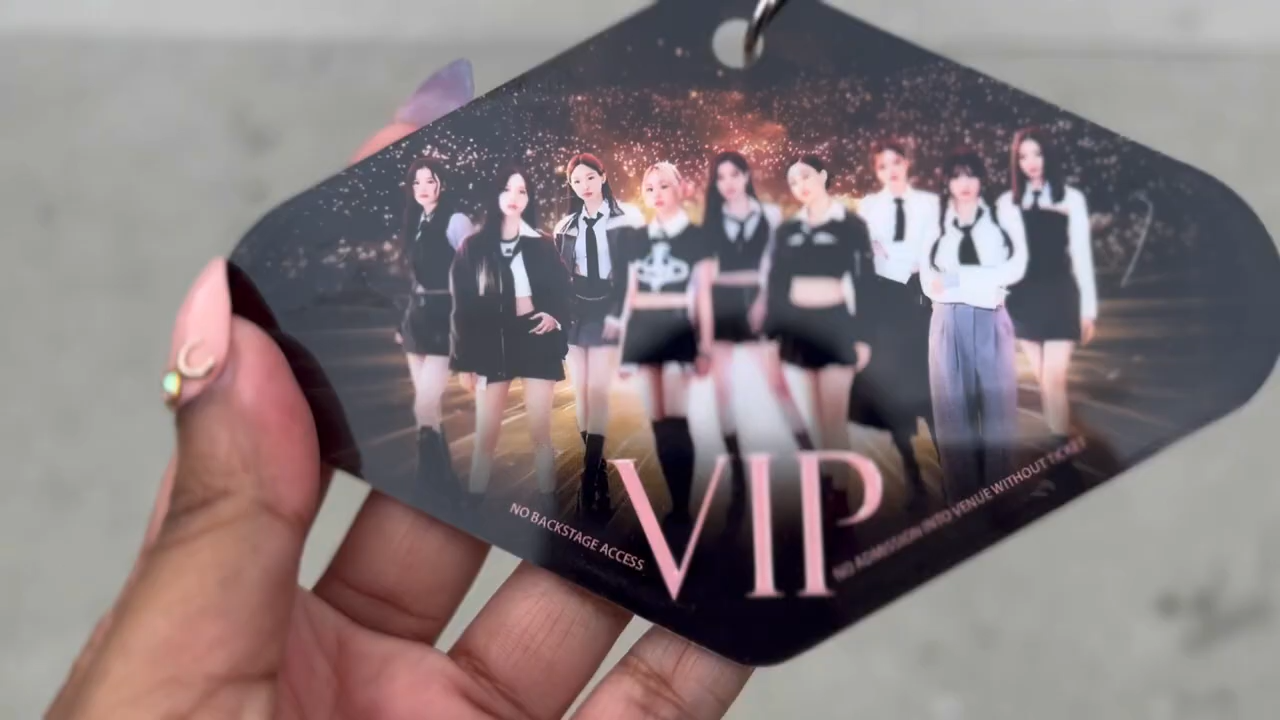 VIP
NO BACKSTAGE ACCESS
NO ADMISSION INTO VENUE WITHOUT TICKET